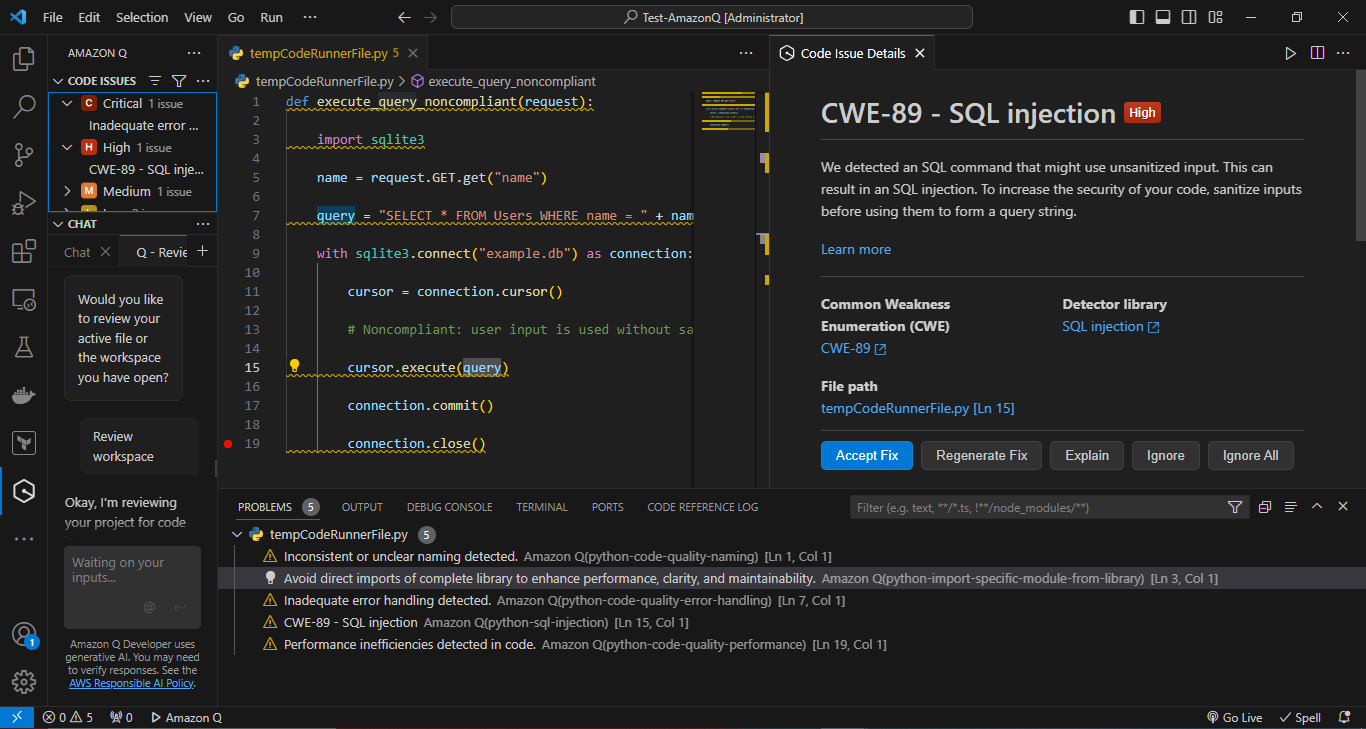 File Edit Selection View Go Run ··· Test-AmazonQ [Administrator]
AMAZON Q ···
CODE ISSUES ···
C Critical 1 issue
Inadequate error ...
H High 1 issue
CWE-89 - SQL inje...
M Medium 1 issue
CHAT ···
Chat Q - Revie
Would you like
to review your
active file or
the workspace
you have open?
Review
workspace
Okay, I'm reviewing
your project for code
Waiting on your
inputs...
@
Amazon Q Developer uses
generative AI. You may need
to verify responses. See the
AWS Responsible AI Policy.
1
tempCodeRunnerFile.py 5 ···
tempCodeRunnerFile.py > execute_query_noncompliant
1 def execute_query_noncompliant(request):
2
3 import sqlite3
4
5 name = request.GET.get("name")
6
7 query = "SELECT * FROM Users WHERE name = " + nam
8
9 with sqlite3.connect("example.db") as connection:
10
11 cursor = connection.cursor()
12
13 # Noncompliant: user input is used without sa
14
15 cursor.execute(query)
16
17 connection.commit()
18
19 connection.close()
Code Issue Details ···
CWE-89 - SQL injection High
We detected an SQL command that might use unsanitized input. This can
result in an SQL injection. To increase the security of your code, sanitize inputs
before using them to form a query string.
Learn more
Common Weakness
Enumeration (CWE)
CWE-89
Detector library
SQL injection
File path
tempCodeRunnerFile.py [Ln 15]
Accept Fix Regenerate Fix Explain Ignore Ignore All
PROBLEMS 5 OUTPUT DEBUG CONSOLE TERMINAL PORTS CODE REFERENCE LOG Filter (e.g. text, **/*.ts, !**/node_modules/**)
tempCodeRunnerFile.py 5
Inconsistent or unclear naming detected. Amazon Q(python-code-quality-naming) [Ln 1, Col 1]
Avoid direct imports of complete library to enhance performance, clarity, and maintainability. Amazon Q(python-import-specific-module-from-library) [Ln 3, Col 1]
Inadequate error handling detected. Amazon Q(python-code-quality-error-handling) [Ln 7, Col 1]
CWE-89 - SQL injection Amazon Q(python-sql-injection) [Ln 15, Col 1]
Performance inefficiencies detected in code. Amazon Q(python-code-quality-performance) [Ln 19, Col 1]
0 5 0 Amazon Q Go Live Spell